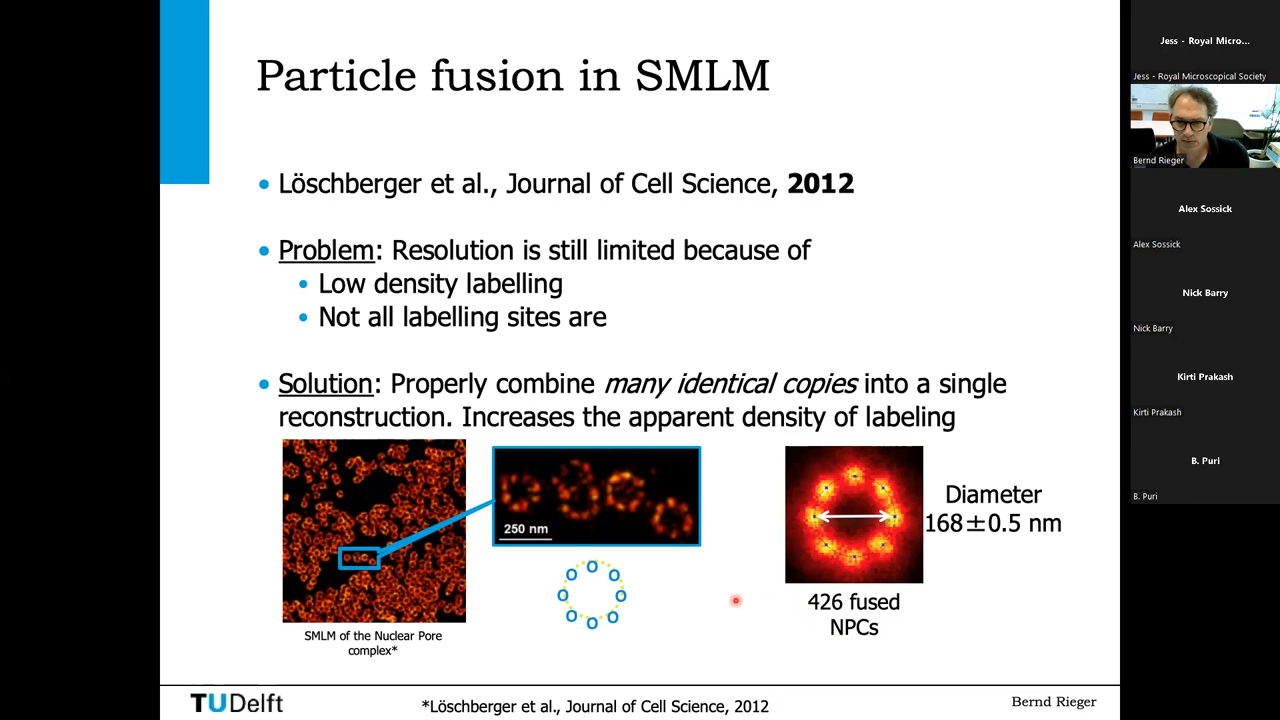 Particle fusion in SMLM
• Löschberger et al., Journal of Cell Science, 2012
• Problem: Resolution is still limited because of
• Low density labelling
• Not all labelling sites are
• Solution: Properly combine many identical copies into a single
reconstruction. Increases the apparent density of labeling
250 nm
Diameter
168±0.5 nm
426 fused
NPCs
SMLM of the Nuclear Pore
complex*
TUDelft
*Löschberger et al., Journal of Cell Science, 2012
Bernd Rieger
Jess - Royal Micro...
Jess - Royal Microscopical Society
Bernd Rieger
Alex Sossick
Alex Sossick
Nick Barry
Nick Barry
Kirti Prakash
Kirti Prakash
B. Puri
B. Puri